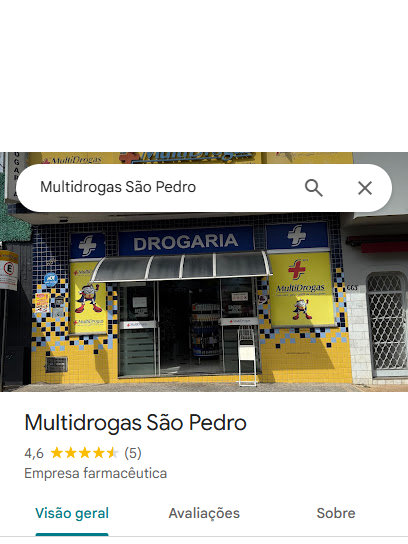 MultiDrogas
MultiDrogas
Multidrogas São Pedro
DROGARIA
MultiDrogas
MultiDrogas
E
Multidrogas São Pedro
4,6 (5)
Empresa farmacêutica
Visão geral
Avaliações
Sobre